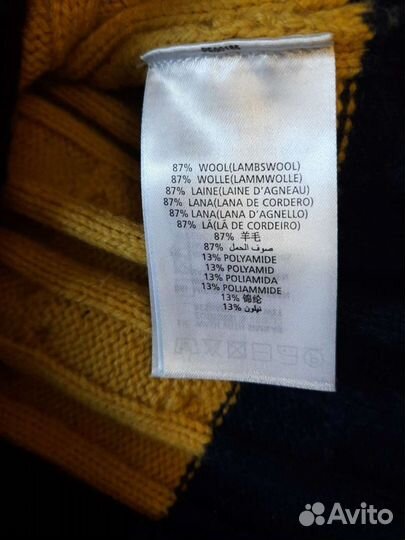 87% WOOL(LAMBSWOOL)
87% WOLLE(LAMMWOLLE)
87% LAINE(LAINE D'AGNEAU)
87% LANA(LANA DE CORDERO)
87% LANA(LANA D'AGNELLO)
87% LÃ(LÃ DE CORDEIRO)
87% 羊毛
87% صوف الحمل
13% POLYAMIDE
13% POLYAMID
13% POLIAMIDA
13% POLIAMMIDE
13% 锦纶
13% نيلون
Avito